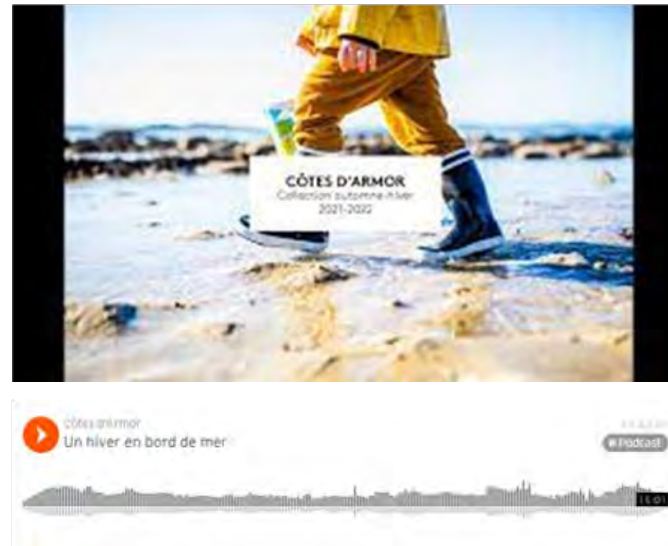 CÔTES D'ARMOR
Collection automne-hiver
2021-2022
Côtes d'Armor
Un hiver en bord de mer
# Podcast